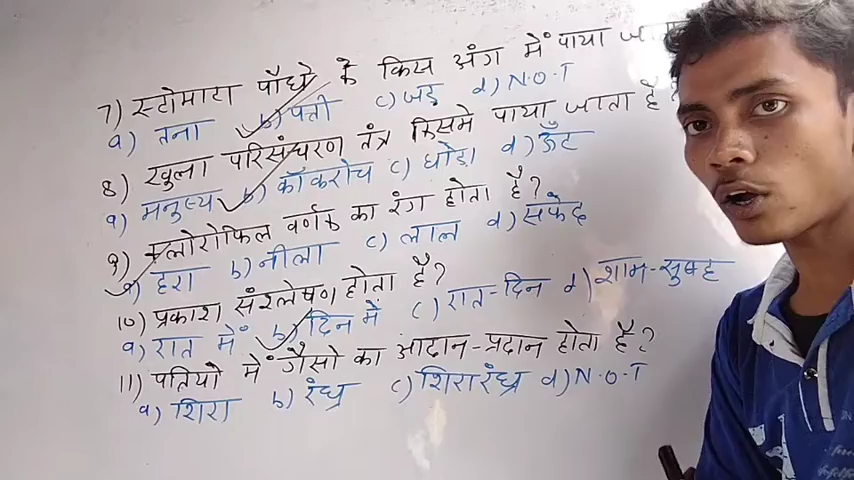 7) स्टोमाटा पौधे के किस अंग में पाया
a) तना b) पत्ती c) जड़ d) N.O.T
8) खुला परिसंचरण तंत्र किसमे पाया जाता है?
a) मनुष्य b) कॉकरोच c) घोड़ा d) ऊँट
9) क्लोरोफिल वर्णक का रंग होता है?
a) हरा b) नीला c) लाल d) सफेद
10) प्रकाश संश्लेषण होता है?
a) रात में b) दिन में c) रात-दिन d) शाम-सुबह
11) पतियो में गैसो का आदान-प्रदान होता है?
a) शिरा b) रंध्र c) शिरारंध्र d) N.O.T